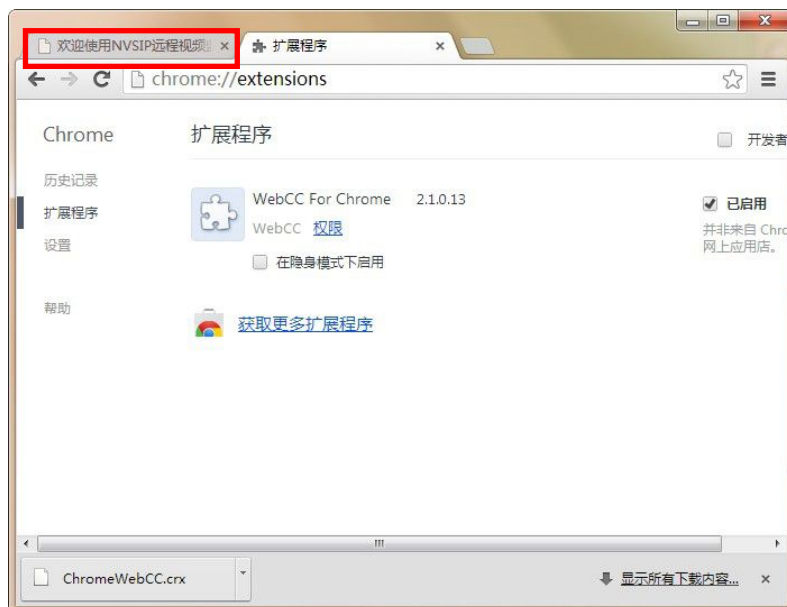 欢迎使用NVSIP远程视频
扩展程序
chrome://extensions
Chrome
扩展程序
开发者
历史记录
扩展程序
设置
帮助
WebCC For Chrome 2.1.0.13
已启用
WebCC 权限
并非来自 Chro
网上应用店。
在隐身模式下启用
获取更多扩展程序
ChromeWebCC.crx
显示所有下载内容...